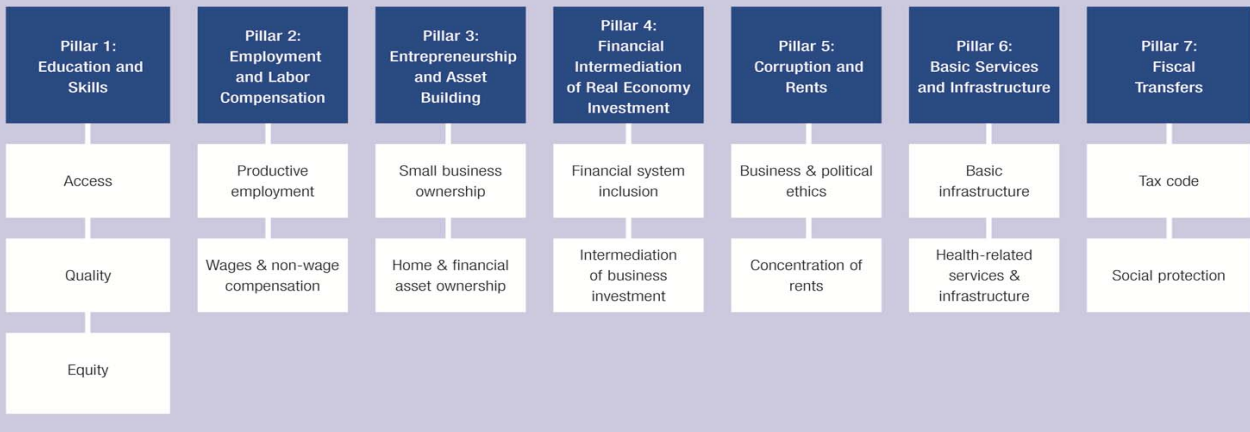 Pillar 1:
Education and
Skills
Access
Quality
Equity
Pillar 2:
Employment
and Labor
Compensation
Productive
employment
Wages & non-wage
compensation
Pillar 3:
Entrepreneurship
and Asset
Building
Small business
ownership
Home & financial
asset ownership
Pillar 4:
Financial
Intermediation
of Real Economy
Investment
Financial system
inclusion
Intermediation
of business
investment
Pillar 5:
Corruption and
Rents
Business & political
ethics
Concentration of
rents
Pillar 6:
Basic Services
and Infrastructure
Basic
infrastructure
Health-related
services &
infrastructure
Pillar 7:
Fiscal
Transfers
Tax code
Social protection